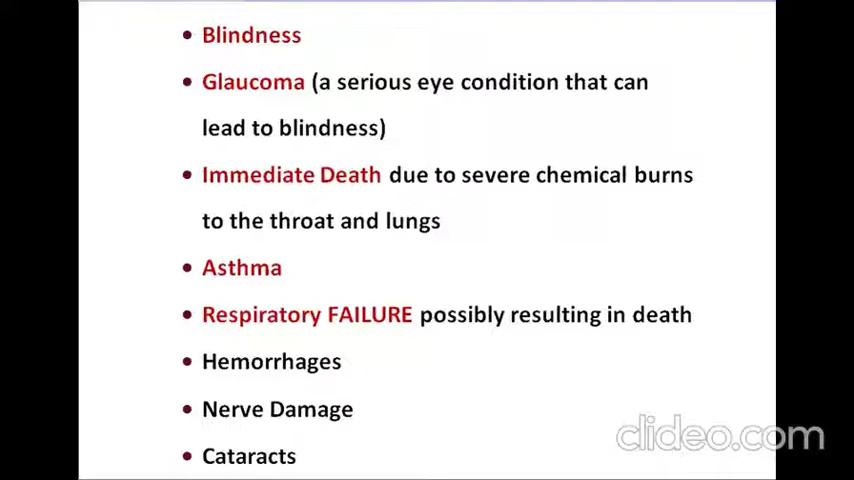 • Blindness
• Glaucoma (a serious eye condition that can
lead to blindness)
• Immediate Death due to severe chemical burns
to the throat and lungs
• Asthma
• Respiratory FAILURE possibly resulting in death
• Hemorrhages
• Nerve Damage
• Cataracts
clideo.com